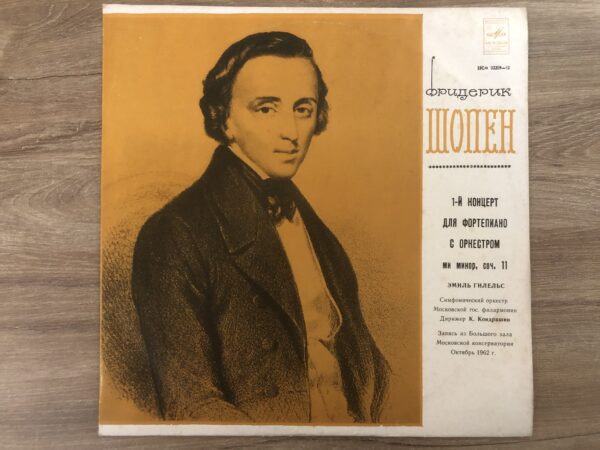 Фридерик
ШОПЕН
1-Й КОНЦЕРТ
ДЛЯ ФОРТЕПИАНО
С ОРКЕСТРОМ
ми минор, соч. 11
ЭМИЛЬ ГИЛЕЛЬС
Симфонический оркестр
Московской гос. филармонии
Дирижер К. Кондрашин
Запись из Большого зала
Московской консерватории
Октябрь 1962 г.